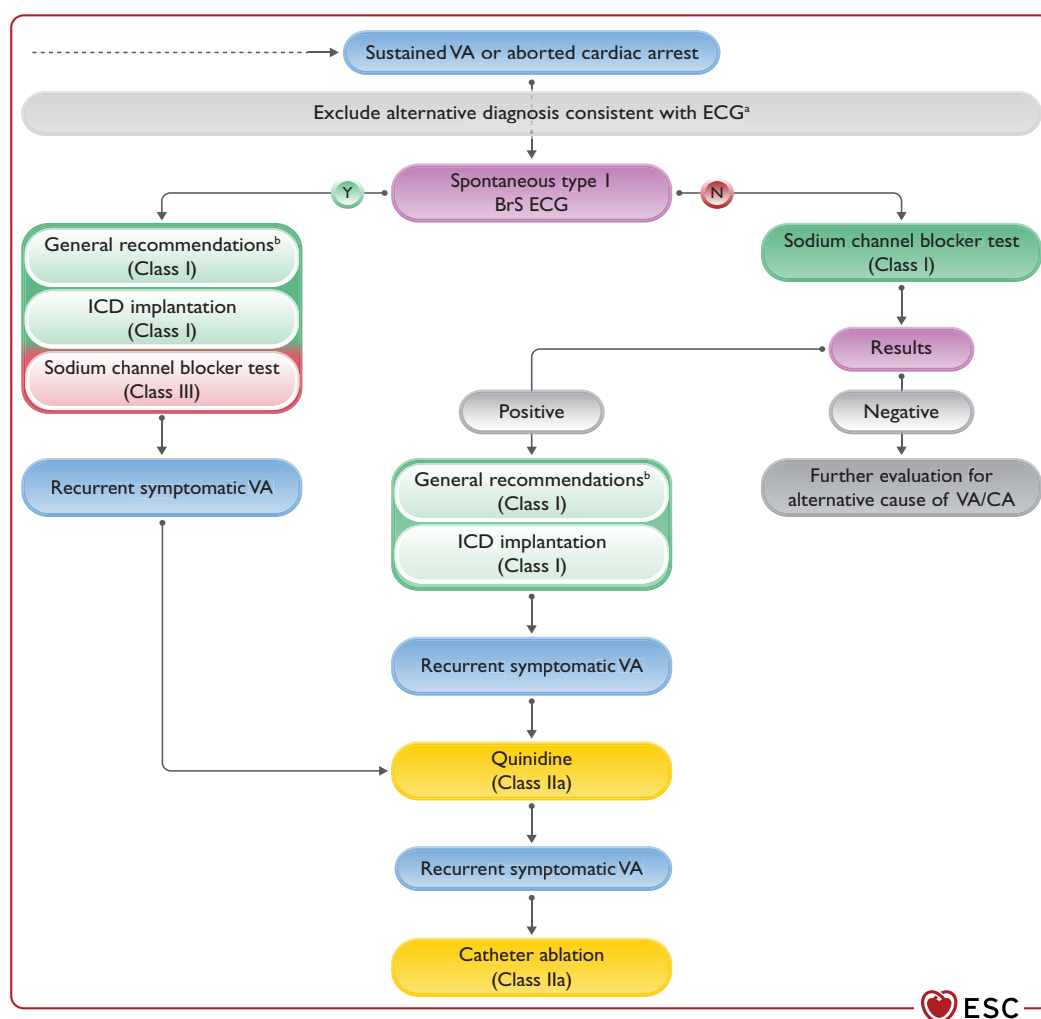 Sustained VA or aborted cardiac arrest
Exclude alternative diagnosis consistent with ECGᵃ
Spontaneous type 1
BrS ECG
Y
N
General recommendationsᵇ
(Class I)
ICD implantation
(Class I)
Sodium channel blocker test
(Class III)
Sodium channel blocker test
(Class I)
Results
Positive
Negative
Recurrent symptomatic VA
General recommendationsᵇ
(Class I)
ICD implantation
(Class I)
Further evaluation for
alternative cause of VA/CA
Recurrent symptomatic VA
Quinidine
(Class IIa)
Recurrent symptomatic VA
Catheter ablation
(Class IIa)
ESC